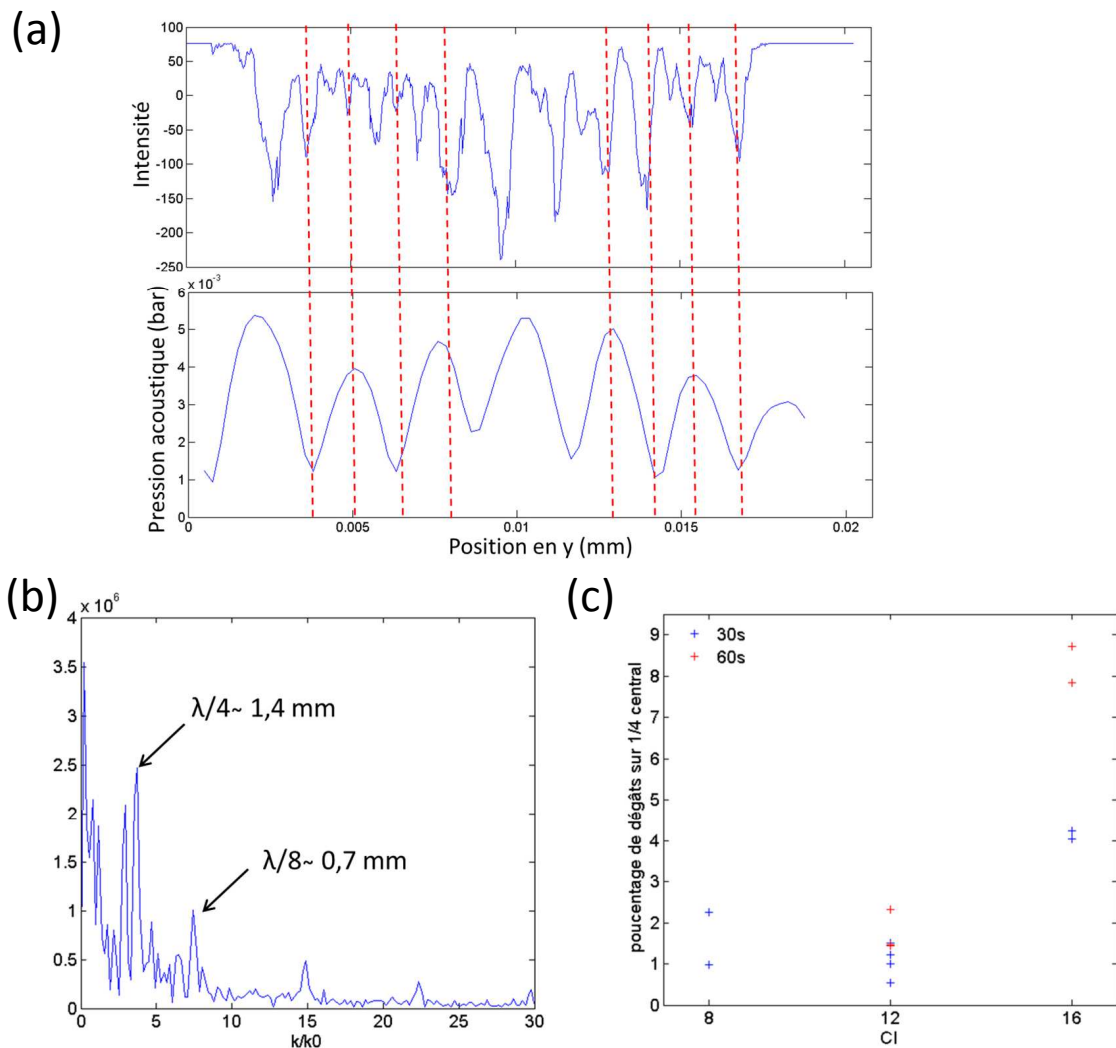 (a)
100
50
0
-50
-100
-150
-200
-250
Intensité
6 x 10⁻³
5
4
3
2
1
0
Pression acoustique (bar)
0 0.005 0.01 0.015 0.02
Position en y (mm)
(b)
x 10⁶
4
3.5
3
2.5
2
1.5
1
0.5
0
λ/4~ 1,4 mm
λ/8~ 0,7 mm
0 5 10 15 20 25 30
k/k0
(c)
9
8
7
6
5
4
3
2
1
0
poucentage de dégâts sur 1/4 central
+ 30s
+ 60s
8 12 16
CI